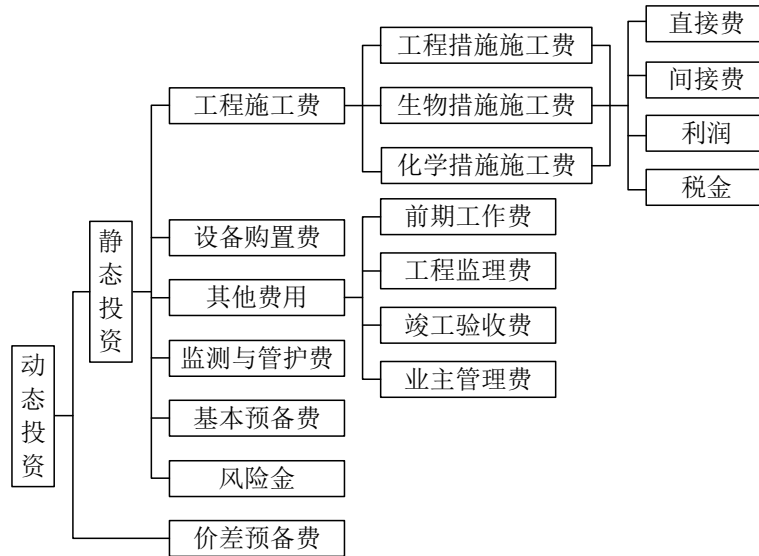 动态投资
静态投资
工程施工费
工程措施施工费
生物措施施工费
化学措施施工费
直接费
间接费
利润
税金
设备购置费
其他费用
前期工作费
工程监理费
竣工验收费
业主管理费
监测与管护费
基本预备费
风险金
价差预备费